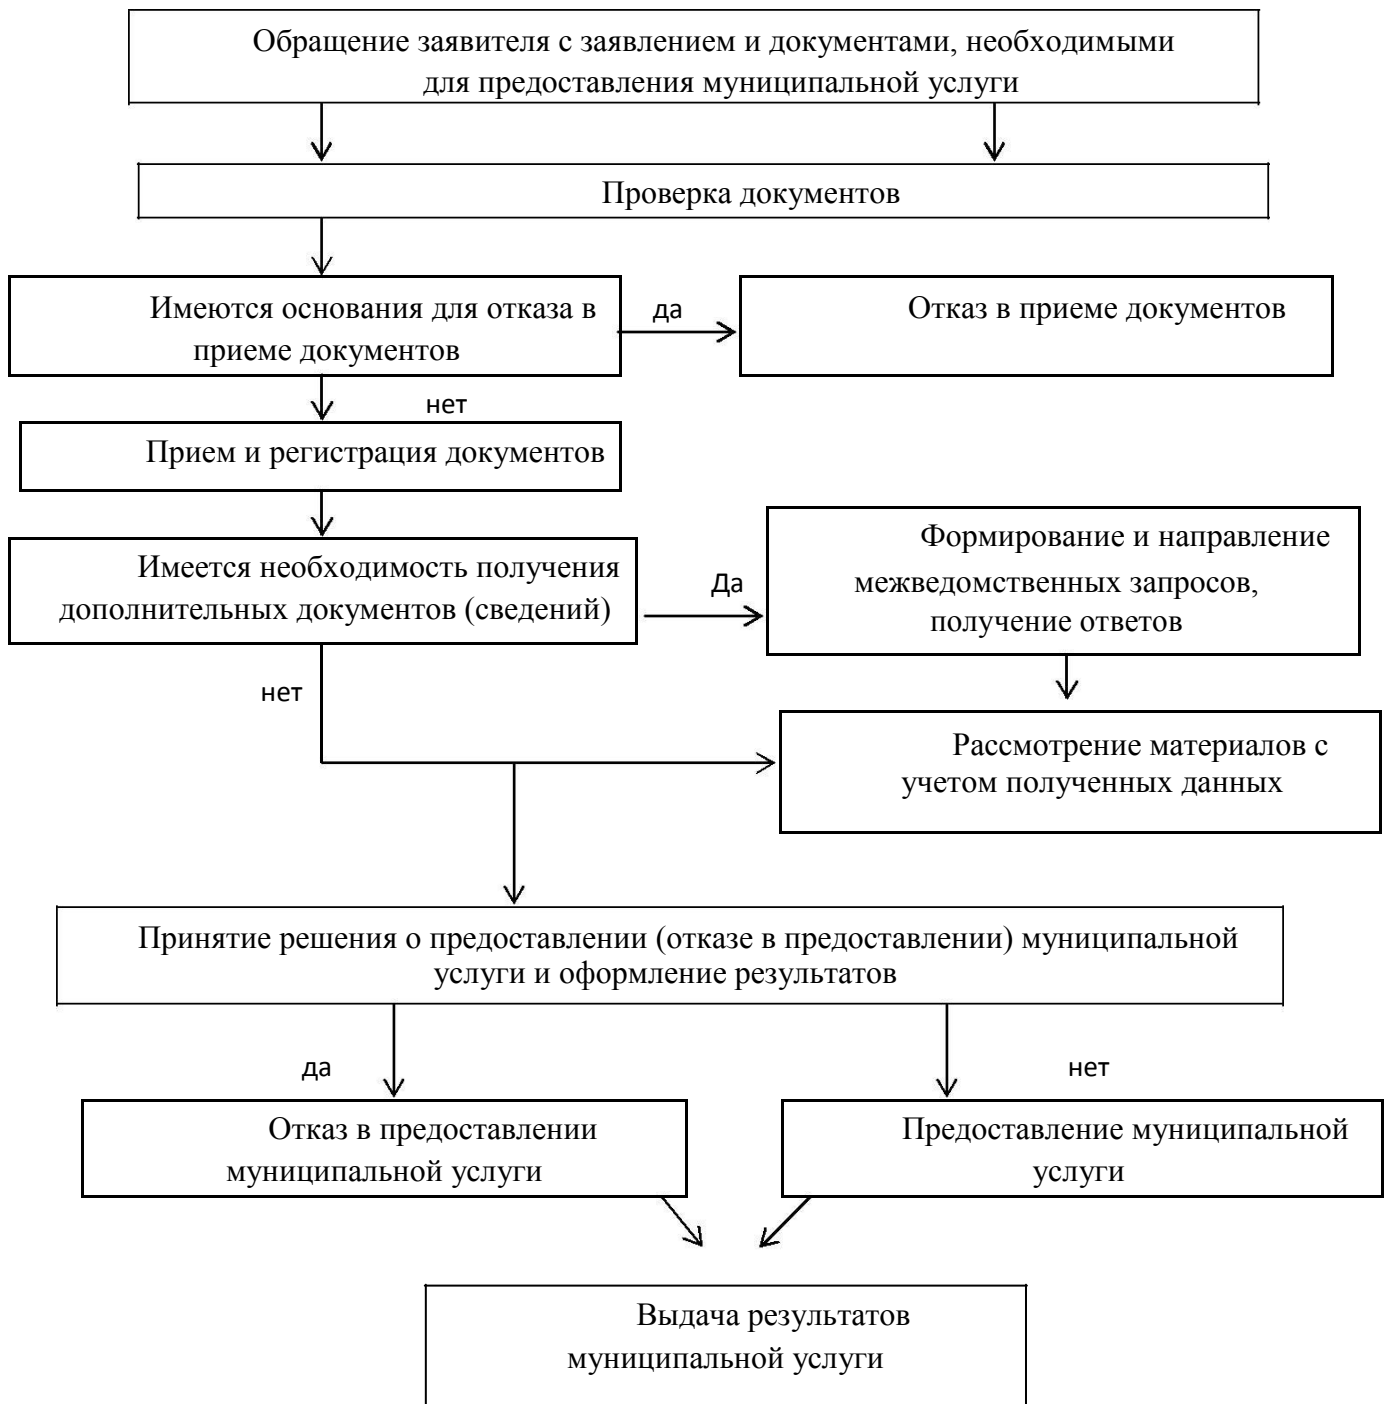 Обращение заявителя с заявлением и документами, необходимыми
для предоставления муниципальной услуги
Проверка документов
Имеются основания для отказа в
приеме документов
да
Отказ в приеме документов
нет
Прием и регистрация документов
Имеется необходимость получения
дополнительных документов (сведений)
Да
Формирование и направление
межведомственных запросов,
получение ответов
нет
Рассмотрение материалов с
учетом полученных данных
Принятие решения о предоставлении (отказе в предоставлении) муниципальной
услуги и оформление результатов
да
нет
Отказ в предоставлении
муниципальной услуги
Предоставление муниципальной
услуги
Выдача результатов
муниципальной услуги